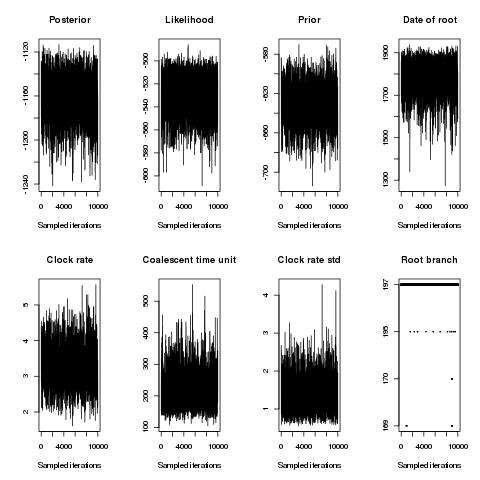 Posterior
Likelihood
Prior
Date of root
-1120
-1160
-1200
-1240
0 4000 10000
Sampled iterations
-500
-520
-540
-560
-580
-600
0 4000 10000
Sampled iterations
-580
-620
-660
-700
0 4000 10000
Sampled iterations
1900
1700
1500
1300
0 4000 10000
Sampled iterations
Clock rate
Coalescent time unit
Clock rate std
Root branch
5
4
3
2
0 4000 10000
Sampled iterations
500
400
300
200
100
0 4000 10000
Sampled iterations
4
3
2
1
0 4000 10000
Sampled iterations
197
195
170
169
0 4000 10000
Sampled iterations